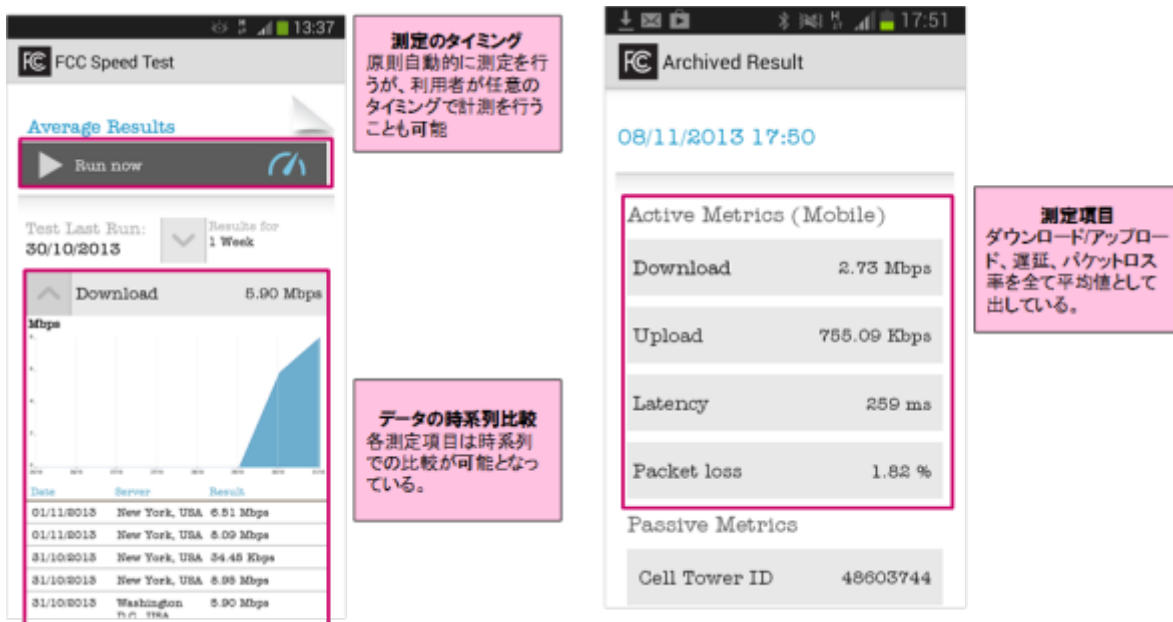 13:37
FCC Speed Test
Average Results
Run now
Test Last Run:
30/10/2013
Results for
1 Week
Download 5.90 Mbps
Mbps
Date Server Result
01/11/2013 New York, USA 6.51 Mbps
01/11/2013 New York, USA 5.09 Mbps
31/10/2013 New York, USA 34.45 Kbps
31/10/2013 New York, USA 5.95 Mbps
31/10/2013 Washington 5.90 Mbps
D.C., USA
測定のタイミング
原則自動的に測定を行
うが、利用者が任意の
タイミングで計測を行う
ことも可能
データの時系列比較
各測定項目は時系列
での比較が可能となっ
ている。
17:51
FCC Archived Result
08/11/2013 17:50
Active Metrics (Mobile)
Download 2.73 Mbps
Upload 755.09 Kbps
Latency 259 ms
Packet loss 1.82 %
Passive Metrics
Cell Tower ID 48603744
測定項目
ダウンロード/アップロー
ド、遅延、パケットロス
率を全て平均値として
出している。